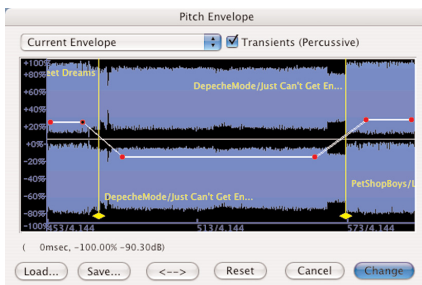 Pitch Envelope
Current Envelope
Transients (Percussive)
+100%
+80%
eet Dreams
DepecheMode/Just Can't Get En...
+60%
+40%
+20%
+0%
-20%
-40%
PetShopBoys/L
-60%
DepecheMode/Just Can't Get En...
-80%
-100%
453/4.144
513/4.144
573/4.144
( 0msec, -100.00% -90.30dB)
Load...
Save...
<-->
Reset
Cancel
Change